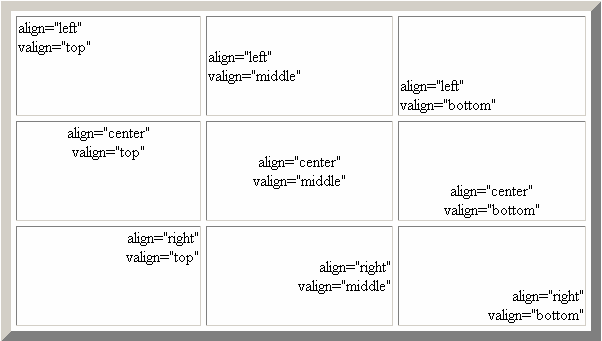 align="left"
valign="top"
align="left"
valign="middle"
align="left"
valign="bottom"
align="center"
valign="top"
align="center"
valign="middle"
align="center"
valign="bottom"
align="right"
valign="top"
align="right"
valign="middle"
align="right"
valign="bottom"